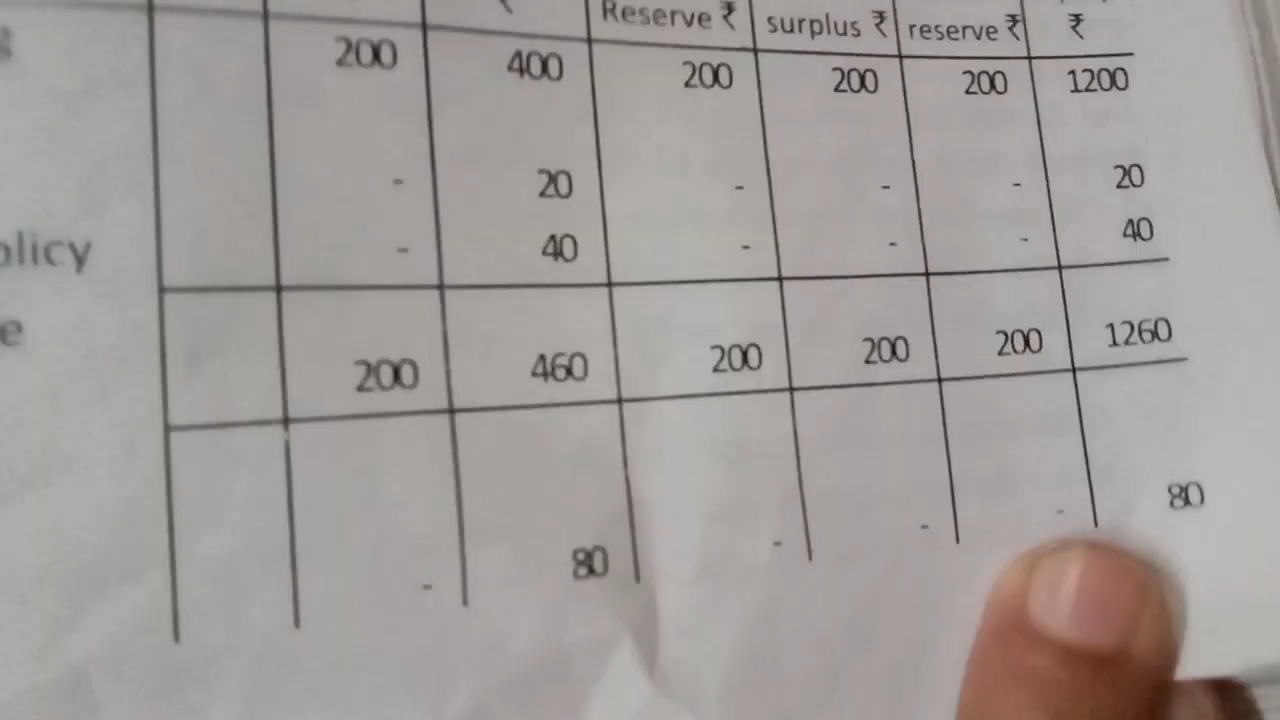 Reserve ₹ surplus ₹ reserve ₹ ₹
200 400 200 200 200 1200
- 20 - - - 20
olicy - 40 - - - 40
e
200 460 200 200 200 1260
- 80 - - - 80